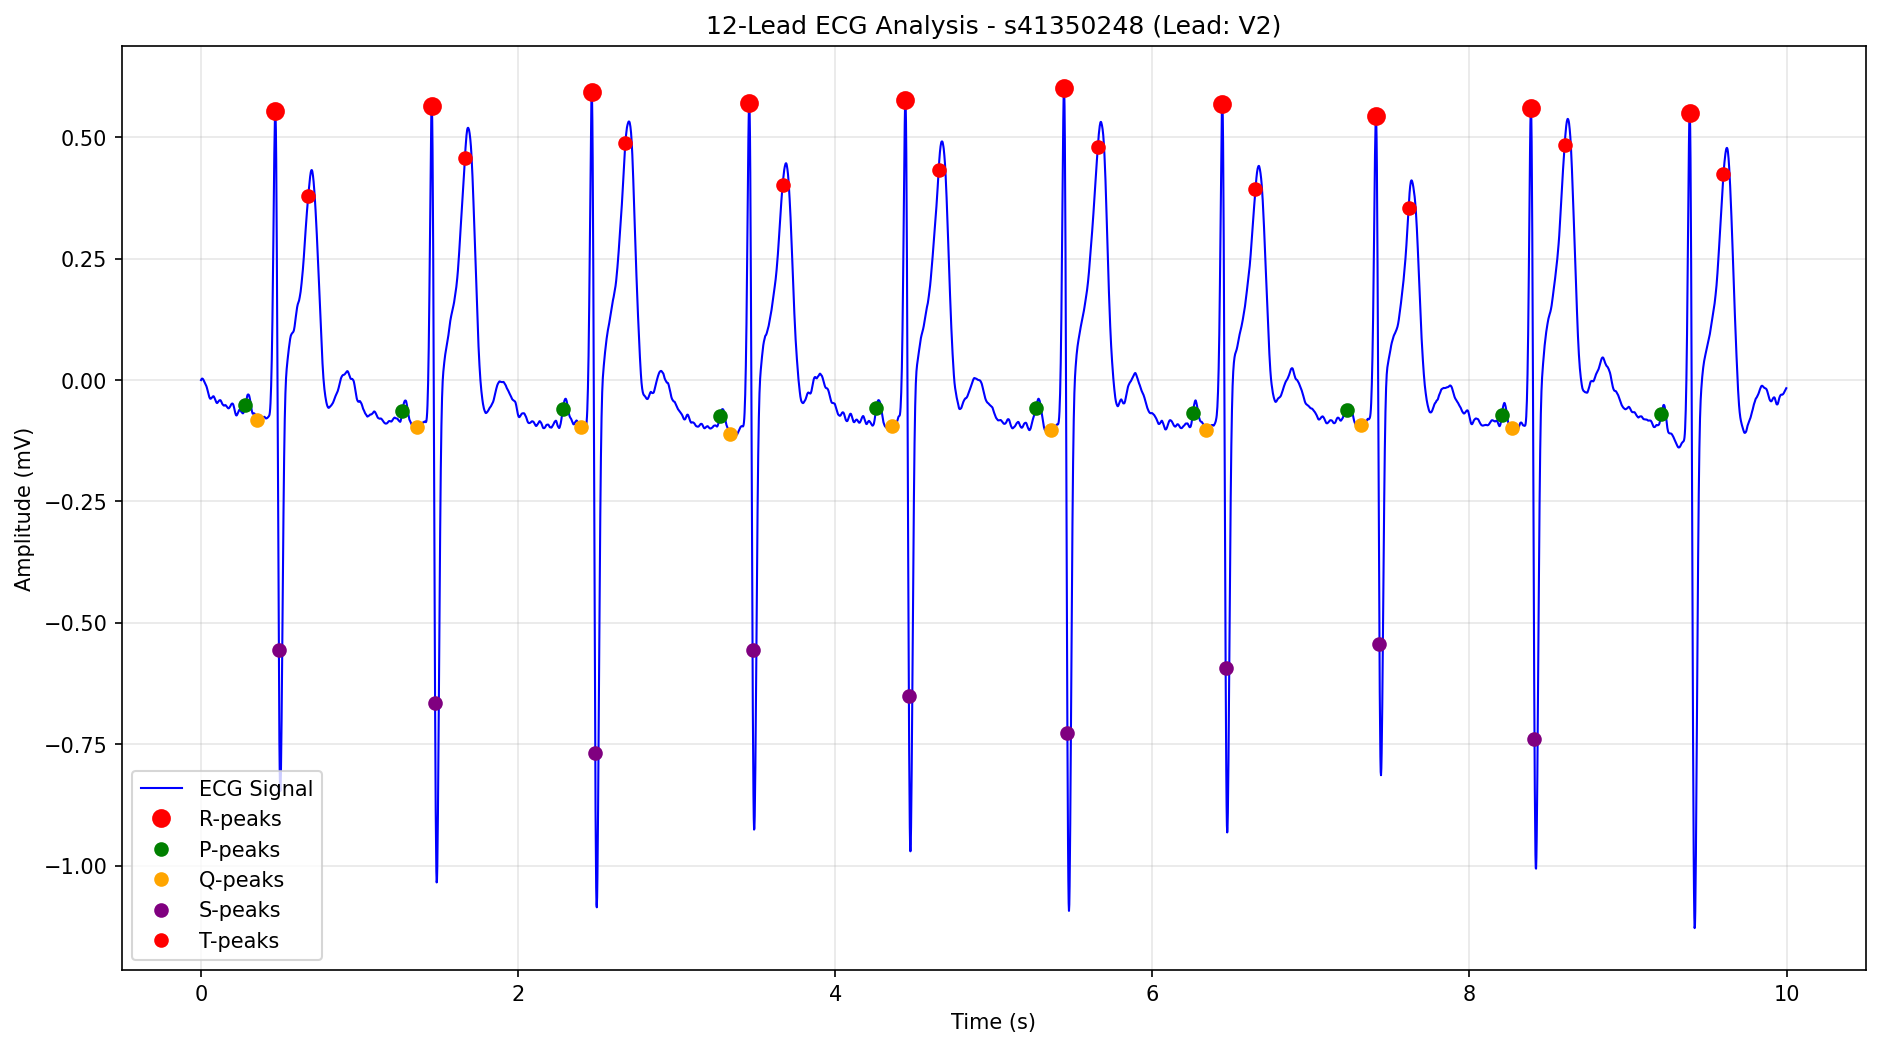 12-Lead ECG Analysis - s41350248 (Lead: V2)
Amplitude (mV)
0.50
0.25
0.00
−0.25
−0.50
−0.75
−1.00
ECG Signal
R-peaks
P-peaks
Q-peaks
S-peaks
T-peaks
0 2 4 6 8 10
Time (s)